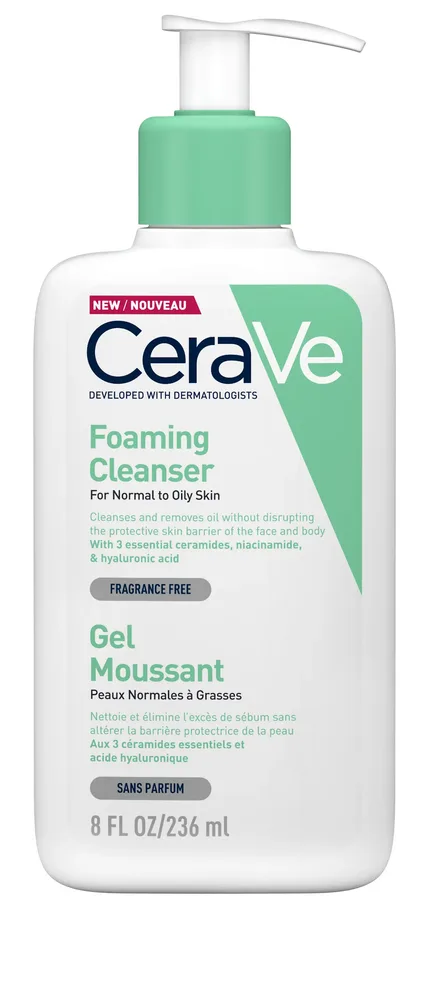 NEW / NOUVEAU
CeraVe
DEVELOPED WITH DERMATOLOGISTS
Foaming
Cleanser
For Normal to Oily Skin
Cleanses and removes oil without disrupting
the protective skin barrier of the face and body
With 3 essential ceramides, niacinamide,
& hyaluronic acid
FRAGRANCE FREE
Gel
Moussant
Peaux Normales à Grasses
Nettoie et élimine l'excès de sébum sans
altérer la barrière protectrice de la peau
Aux 3 céramides essentiels et
acide hyaluronique
SANS PARFUM
8 FL OZ/236 ml